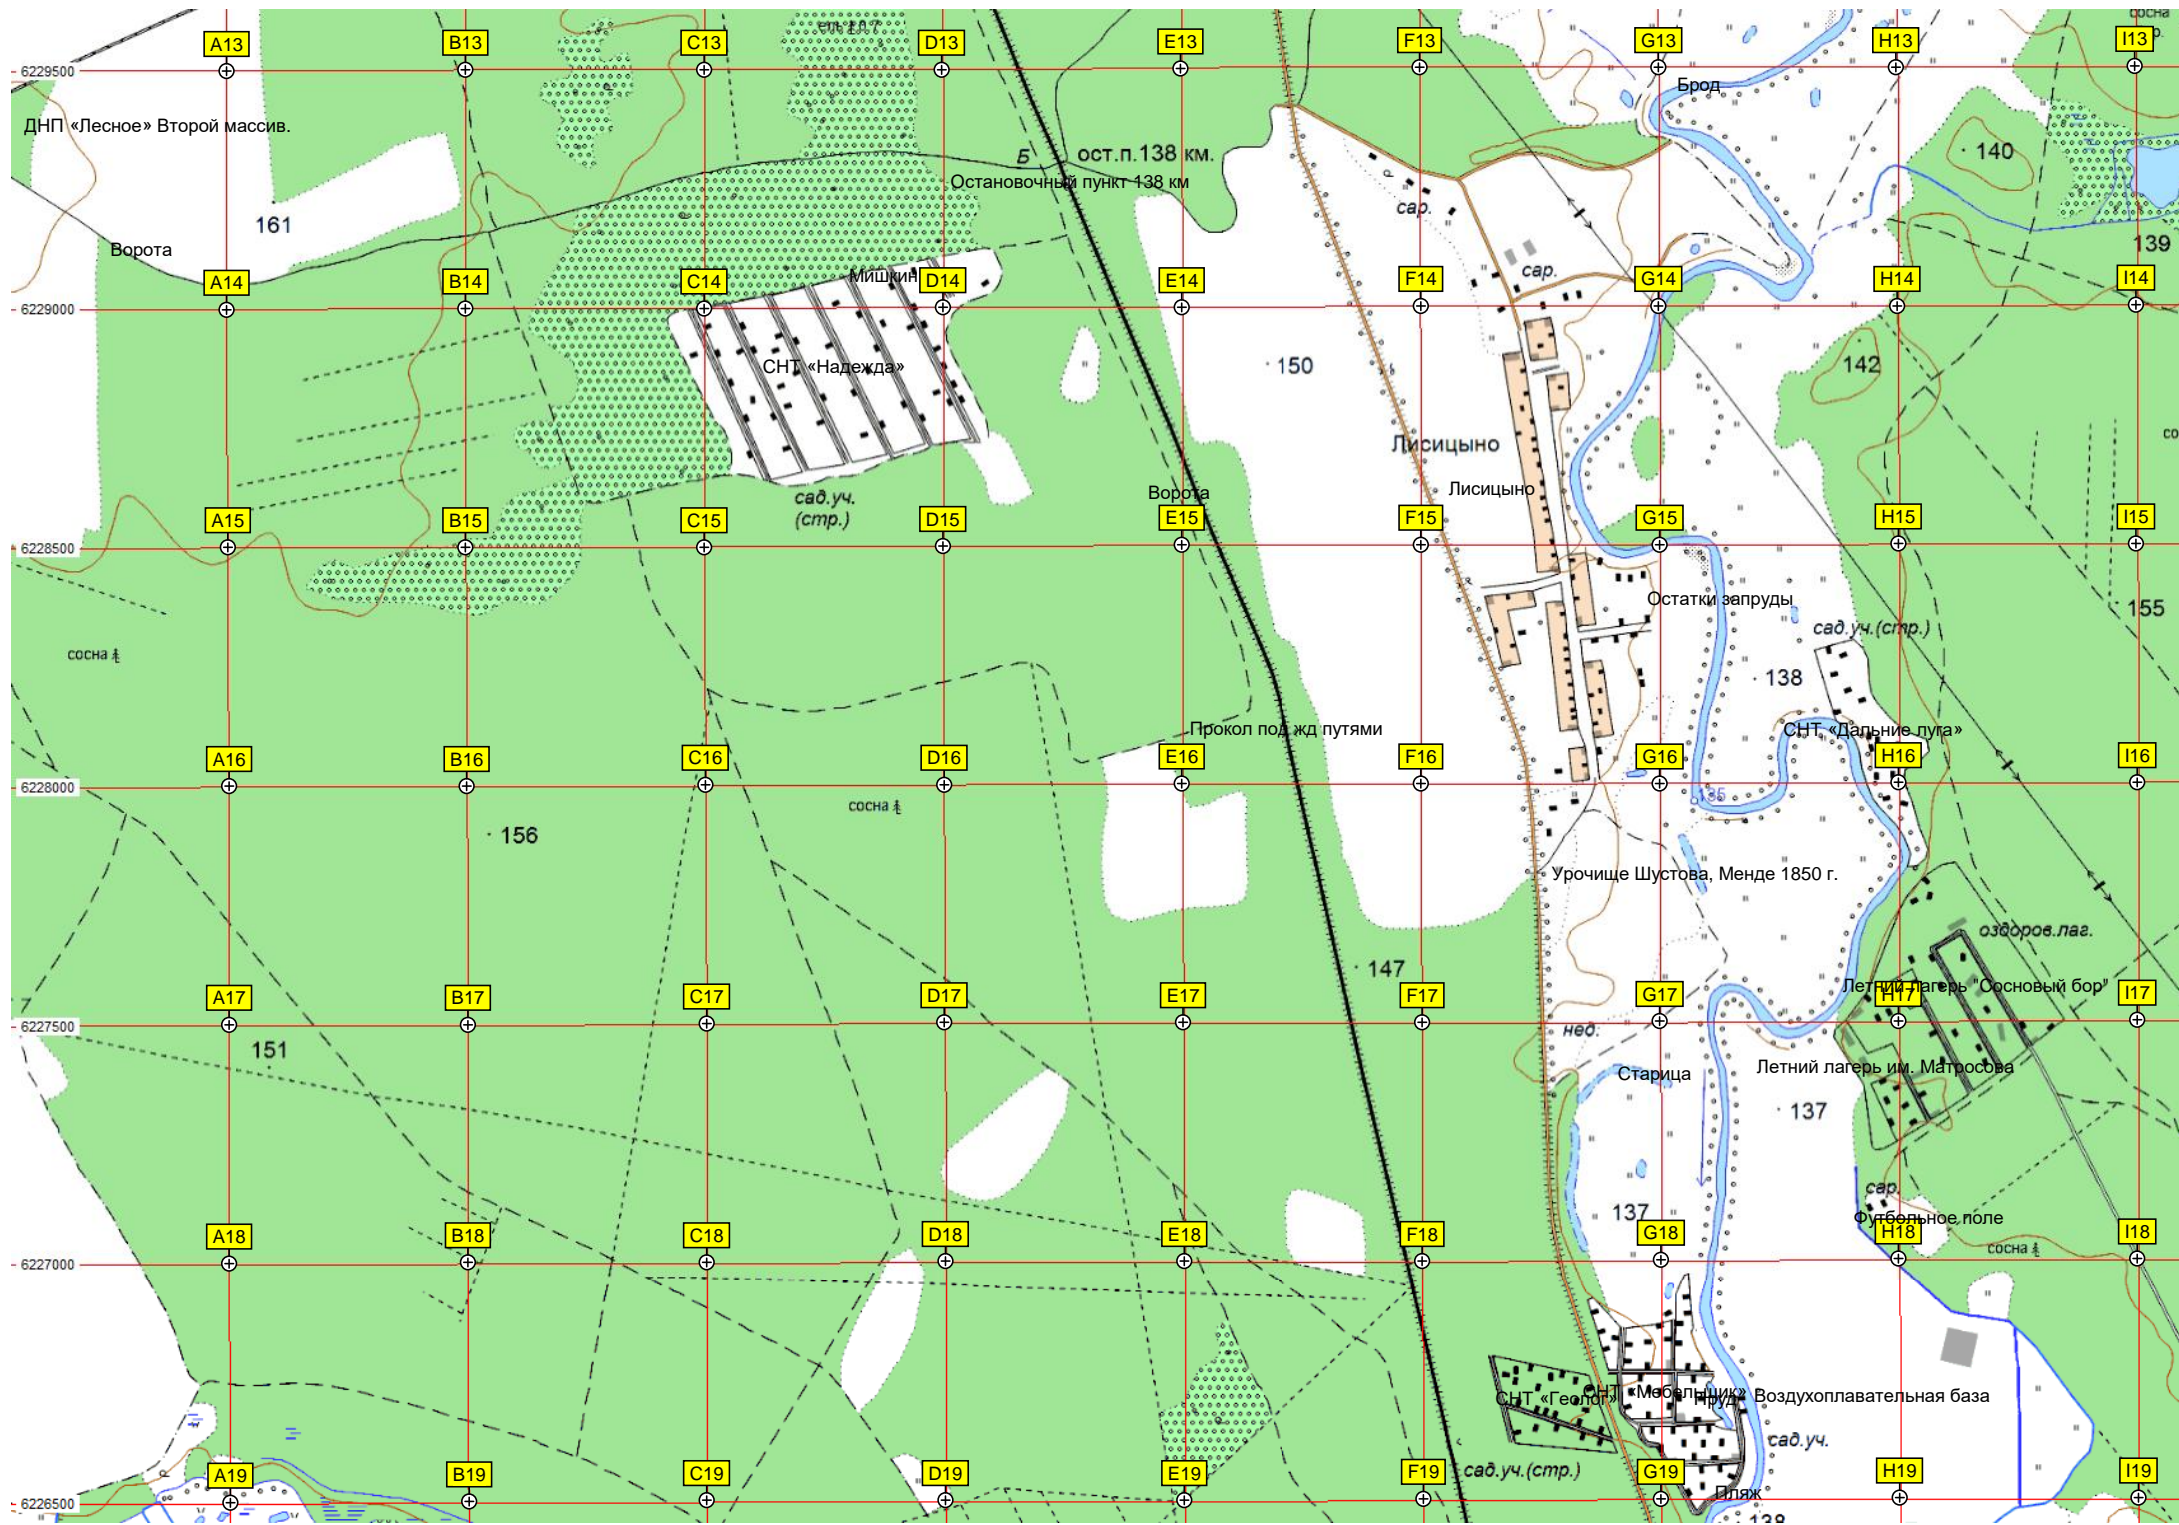 A13 B13 C13 D13 E13 F13 G13 H13 I13
сосна
6229500
Брод
ДНП «Лесное» Второй массив.
Б ост.п.138 км.
140
Остановочный пункт 138 км
сар.
161
139
Ворота
сар.
Мишкин
A14 B14 C14 D14 E14 F14 G14 H14 I14
6229000
СНТ «Надежда»
150
142
Лисицыно
Лисицыно
сад.уч.
(стр.)
Ворота
A15 B15 C15 D15 E15 F15 G15 H15 I15
6228500
Остатки запруды
155
сад.уч.(стр.)
сосна
138
Прокол под жд путями
СНТ «Дальние луга»
A16 B16 C16 D16 E16 F16 G16 H16 I16
6228000
135
сосна
156
Урочище Шустова, Менде 1850 г.
оздоров.лаг.
147
Летний лагерь "Сосновый бор"
A17 B17 C17 D17 E17 F17 G17 H17 I17
6227500
нед.
151
Старица
Летний лагерь им. Матросова
137
сар.
137
Футбольное поле
A18 B18 C18 D18 E18 F18 G18 H18 I18
сосна
6227000
СНТ «Геолог» СНТ «Мебельщик» Пруд Воздухоплавательная база
сад.уч.
сад.уч.(стр.)
A19 B19 C19 D19 E19 F19 G19 H19 I19
Пляж
6226500
138